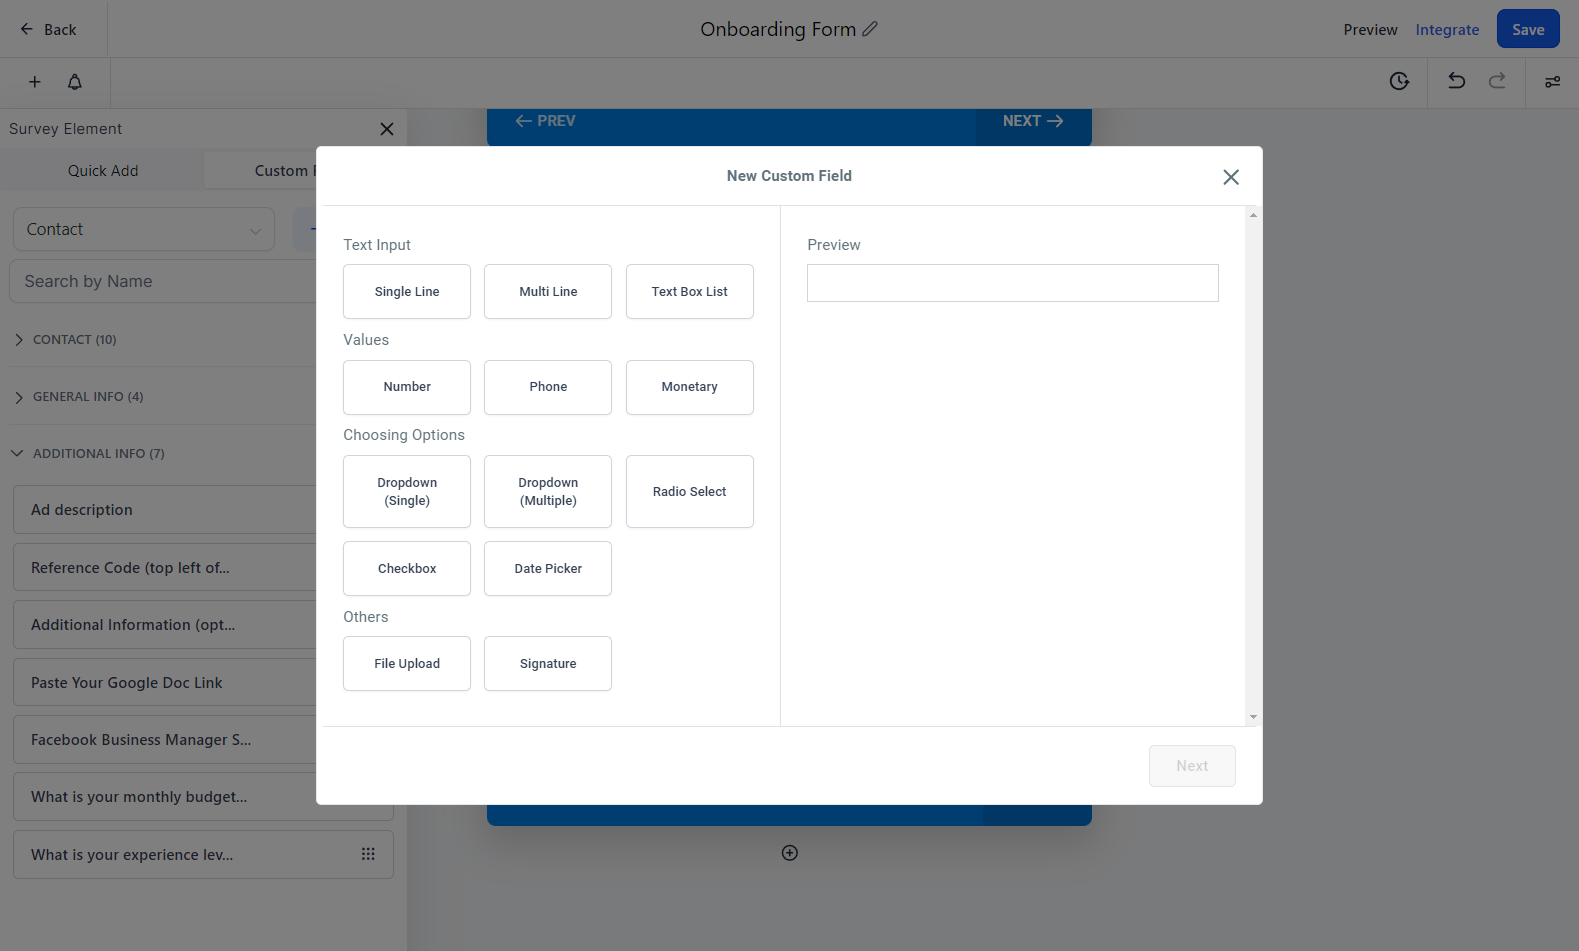 Back
Onboarding Form
Preview
Integrate
Save
Survey Element
Quick Add
Custom
Contact
Search by Name
CONTACT (10)
GENERAL INFO (4)
ADDITIONAL INFO (7)
Ad description
Reference Code (top left of...
Additional Information (opt...
Paste Your Google Doc Link
Facebook Business Manager S...
What is your monthly budget...
What is your experience lev...
PREV
NEXT
New Custom Field
Text Input
Single Line
Multi Line
Text Box List
Values
Number
Phone
Monetary
Choosing Options
Dropdown
(Single)
Dropdown
(Multiple)
Radio Select
Checkbox
Date Picker
Others
File Upload
Signature
Preview
Next